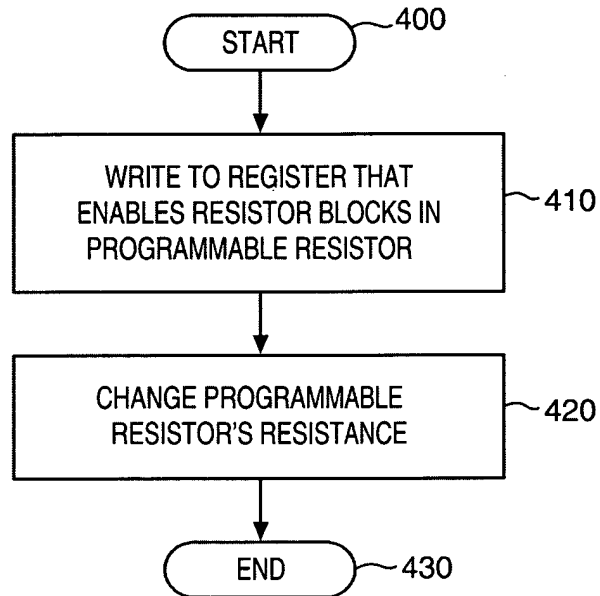 START
400
WRITE TO REGISTER THAT
ENABLES RESISTOR BLOCKS IN
PROGRAMMABLE RESISTOR
410
CHANGE PROGRAMMABLE
RESISTOR'S RESISTANCE
420
END
430